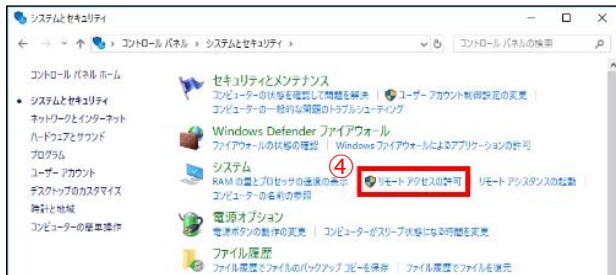 システムとセキュリティ
コントロール パネル › システムとセキュリティ ›
コントロール パネルの検索
コントロール パネル ホーム
システムとセキュリティ
ネットワークとインターネット
ハードウェアとサウンド
プログラム
ユーザー アカウント
デスクトップのカスタマイズ
時計と地域
コンピューターの簡単操作
セキュリティとメンテナンス
コンピューターの状態を確認して問題を解決 | ユーザー アカウント制御設定の変更 |
コンピューターの一般的な問題のトラブルシューティング
Windows Defender ファイアウォール
ファイアウォールの状態の確認 | Windows ファイアウォールによるアプリケーションの許可
システム
④
RAM の量とプロセッサの速度の表示 リモート アクセスの許可 リモート アシスタンスの起動 |
コンピューターの名前の参照
電源オプション
電源ボタンの動作の変更 | コンピューターがスリープ状態になる時間を変更
ファイル履歴
ファイル履歴でファイルのバックアップ コピーを保存 | ファイル履歴でファイルを復元